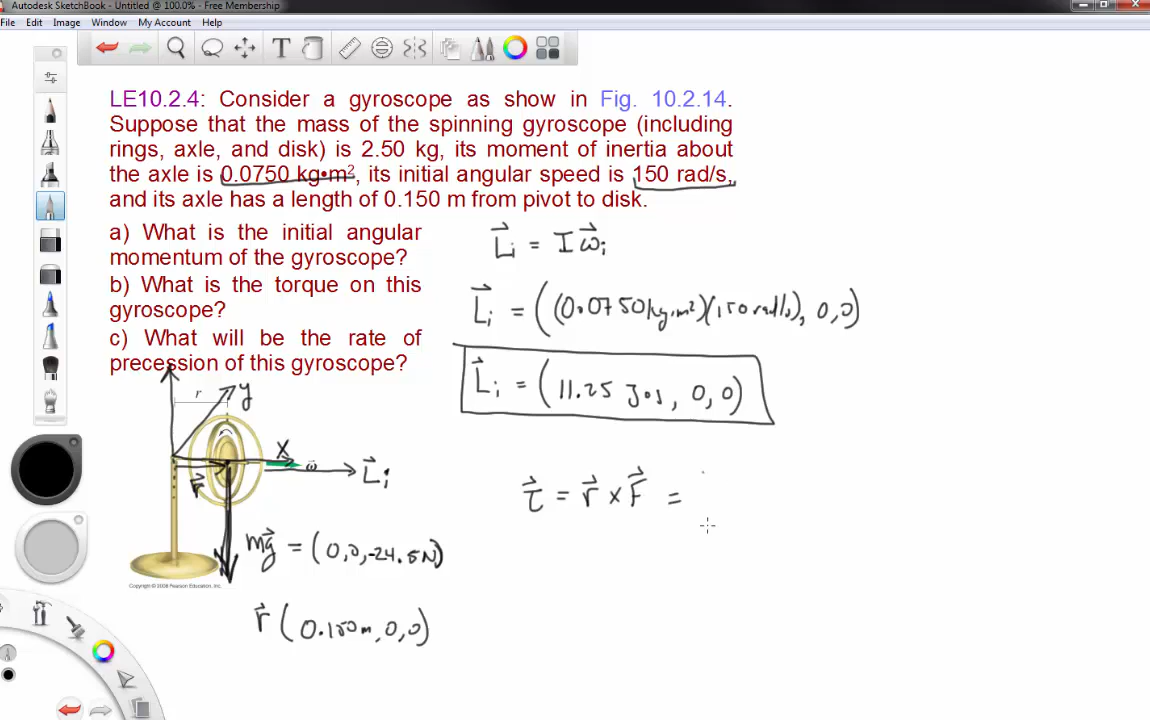 Autodesk SketchBook - Untitled @ 100.0% - Free Membership
File Edit Image Window My Account Help
LE10.2.4: Consider a gyroscope as show in Fig. 10.2.14.
Suppose that the mass of the spinning gyroscope (including
rings, axle, and disk) is 2.50 kg, its moment of inertia about
the axle is 0.0750 kg•m², its initial angular speed is 150 rad/s,
and its axle has a length of 0.150 m from pivot to disk.
a) What is the initial angular
momentum of the gyroscope?
b) What is the torque on this
gyroscope?
c) What will be the rate of
precession of this gyroscope?
L⃗i = I ω⃗i
L⃗i = ((0.0750 kg·m²)(150 rad/s), 0,0)
L⃗i = (11.25 J·s, 0, 0)
r y
X
ω⃗ L⃗i
r⃗
τ⃗ = r⃗ × F⃗ =
mg⃗ = (0,0,-24.5N)
Copyright © 2008 Pearson Education, Inc.
r⃗ (0.150m, 0, 0)